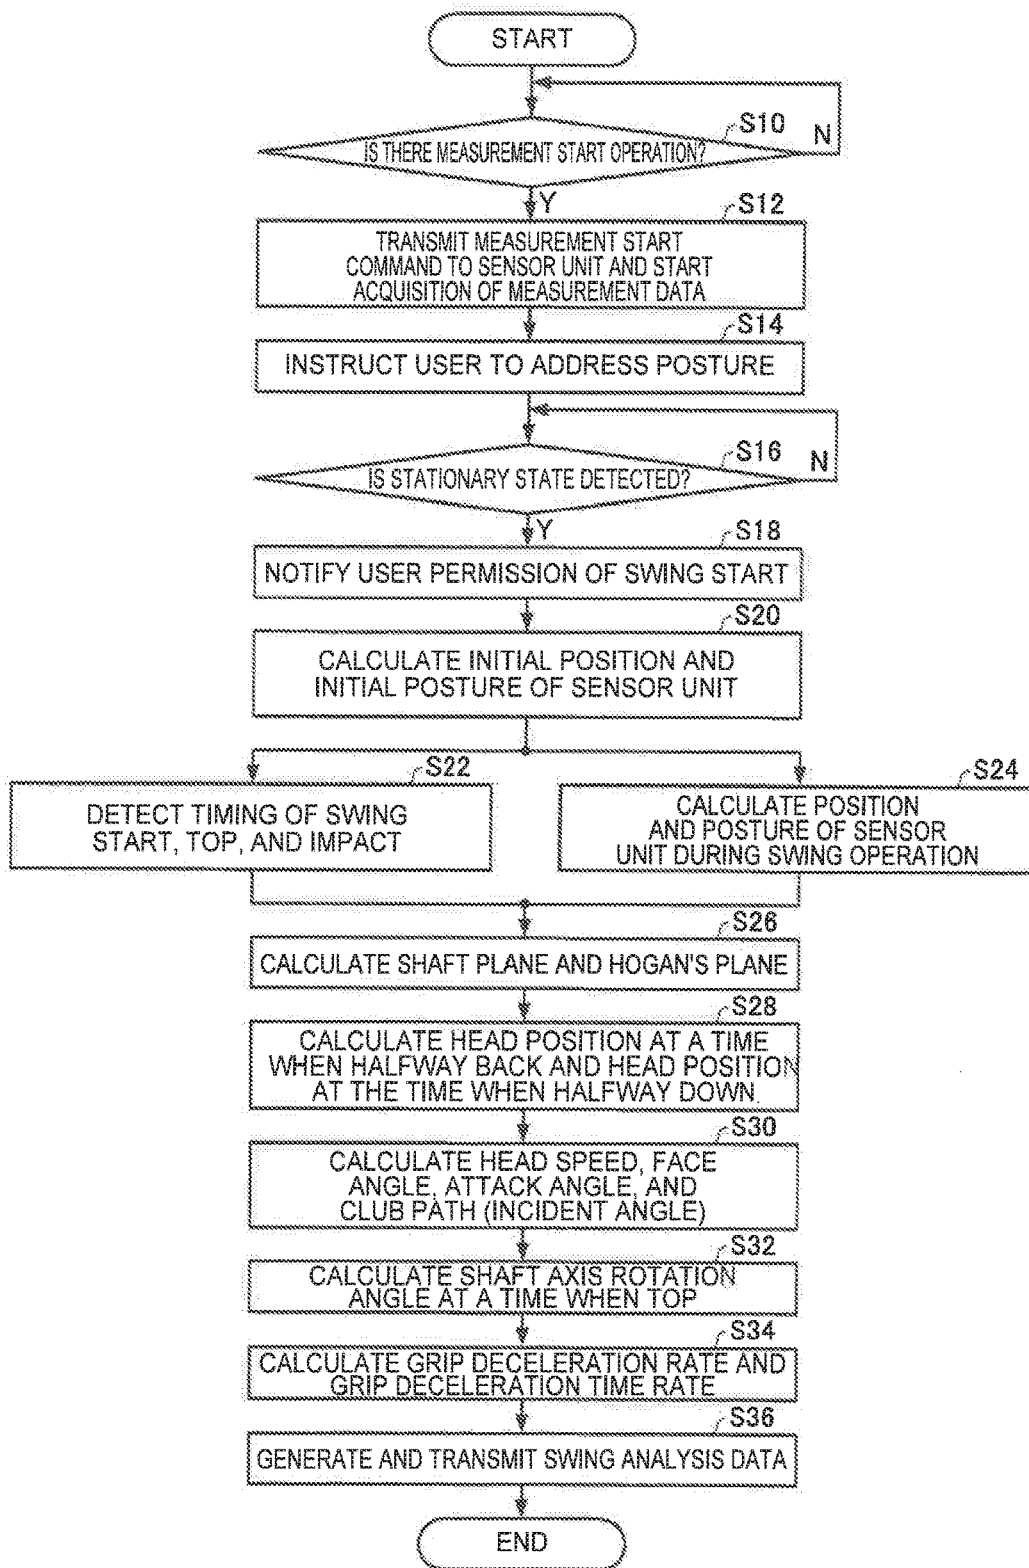 START
S10
IS THERE MEASUREMENT START OPERATION?
N
Y
S12
TRANSMIT MEASUREMENT START
COMMAND TO SENSOR UNIT AND START
ACQUISITION OF MEASUREMENT DATA
S14
INSTRUCT USER TO ADDRESS POSTURE
S16
IS STATIONARY STATE DETECTED?
N
Y
S18
NOTIFY USER PERMISSION OF SWING START
S20
CALCULATE INITIAL POSITION AND
INITIAL POSTURE OF SENSOR UNIT
S22
DETECT TIMING OF SWING
START, TOP, AND IMPACT
S24
CALCULATE POSITION
AND POSTURE OF SENSOR
UNIT DURING SWING OPERATION
S26
CALCULATE SHAFT PLANE AND HOGAN'S PLANE
S28
CALCULATE HEAD POSITION AT A TIME
WHEN HALFWAY BACK AND HEAD POSITION
AT THE TIME WHEN HALFWAY DOWN
S30
CALCULATE HEAD SPEED, FACE
ANGLE, ATTACK ANGLE, AND
CLUB PATH (INCIDENT ANGLE)
S32
CALCULATE SHAFT AXIS ROTATION
ANGLE AT A TIME WHEN TOP
S34
CALCULATE GRIP DECELERATION RATE AND
GRIP DECELERATION TIME RATE
S36
GENERATE AND TRANSMIT SWING ANALYSIS DATA
END